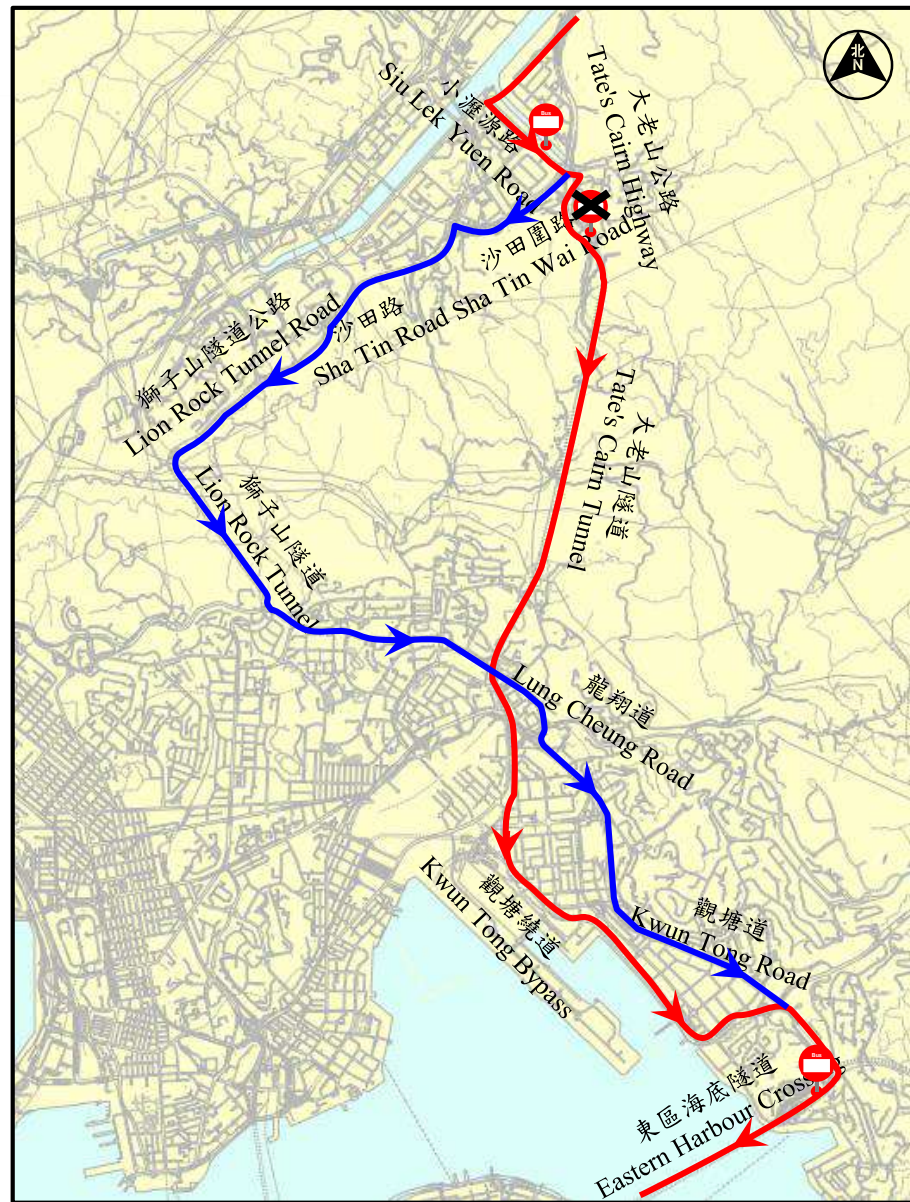 北
N
小瀝源路
Siu Lek Yuen Road
Bus
大老山公路
Tate's Cairn Highway
沙田圍路
Sha Tin Wai Road
沙田路
Sha Tin Road
獅子山隧道公路
Lion Rock Tunnel Road
大老山隧道
Tate's Cairn Tunnel
獅子山隧道
Lion Rock Tunnel
龍翔道
Lung Cheung Road
觀塘繞道
Kwun Tong Bypass
觀塘道
Kwun Tong Road
Bus
東區海底隧道
Eastern Harbour Crossing